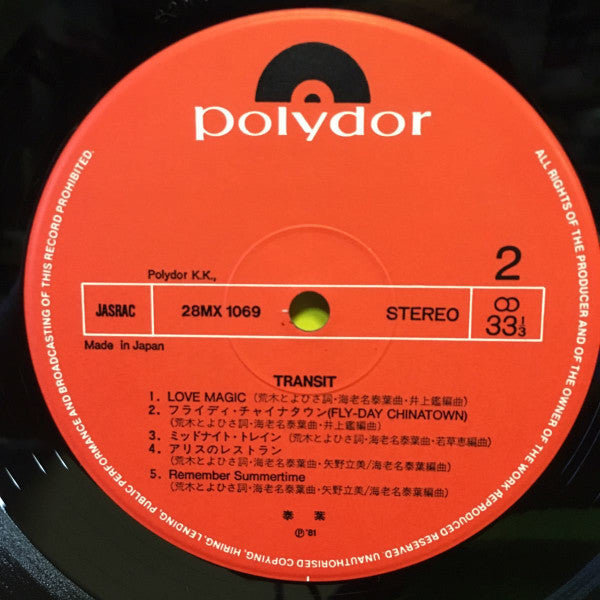 polydor
Polydor K.K.,
2
JASRAC
28MX 1069
STEREO
33 1/3
Made in Japan
TRANSIT
1. LOVE MAGIC (荒木とよひさ詞・海老名泰葉曲・井上鑑編曲)
2. フライディ・チャイナタウン(FLY-DAY CHINATOWN)
(荒木とよひさ詞・海老名泰葉曲・井上鑑編曲)
3. ミッドナイト・トレイン (荒木とよひさ詞・海老名泰葉曲・若草恵編曲)
4. アリスのレストラン
(荒木とよひさ詞・海老名泰葉曲・矢野立美/海老名泰葉編曲)
5. Remember Summertime
(荒木とよひさ詞・海老名泰葉曲・矢野立美/海老名泰葉編曲)
泰葉
Ⓟ'81
ALL RIGHTS OF THE PRODUCER AND OF THE OWNER OF THE WORK REPRODUCED RESERVED. UNAUTHORISED COPYING, HIRING, LENDING, PUBLIC PERFORMANCE AND BROADCASTING OF THIS RECORD PROHIBITED.